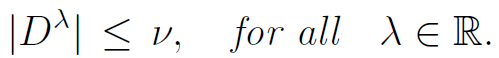 |D^λ| ≤ ν, for all λ ∈ ℝ.